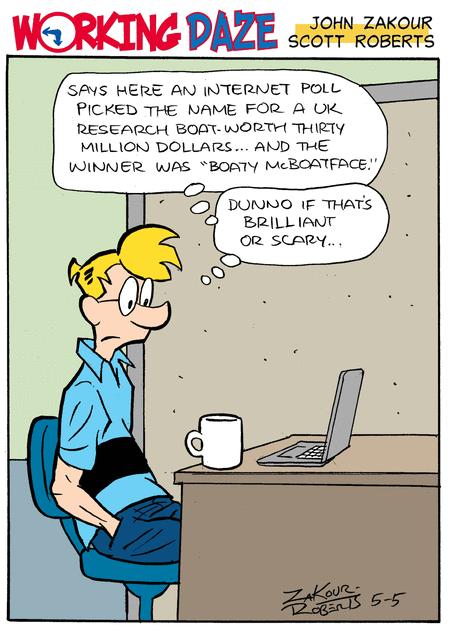 WORKING DAZE
JOHN ZAKOUR
SCOTT ROBERTS
SAYS HERE AN INTERNET POLL
PICKED THE NAME FOR A UK
RESEARCH BOAT-WORTH THIRTY
MILLION DOLLARS... AND THE
WINNER WAS "BOATY McBOATFACE."
DUNNO IF THAT'S
BRILLIANT
OR SCARY...
ZAKOUR-
ROBERTS 5-5